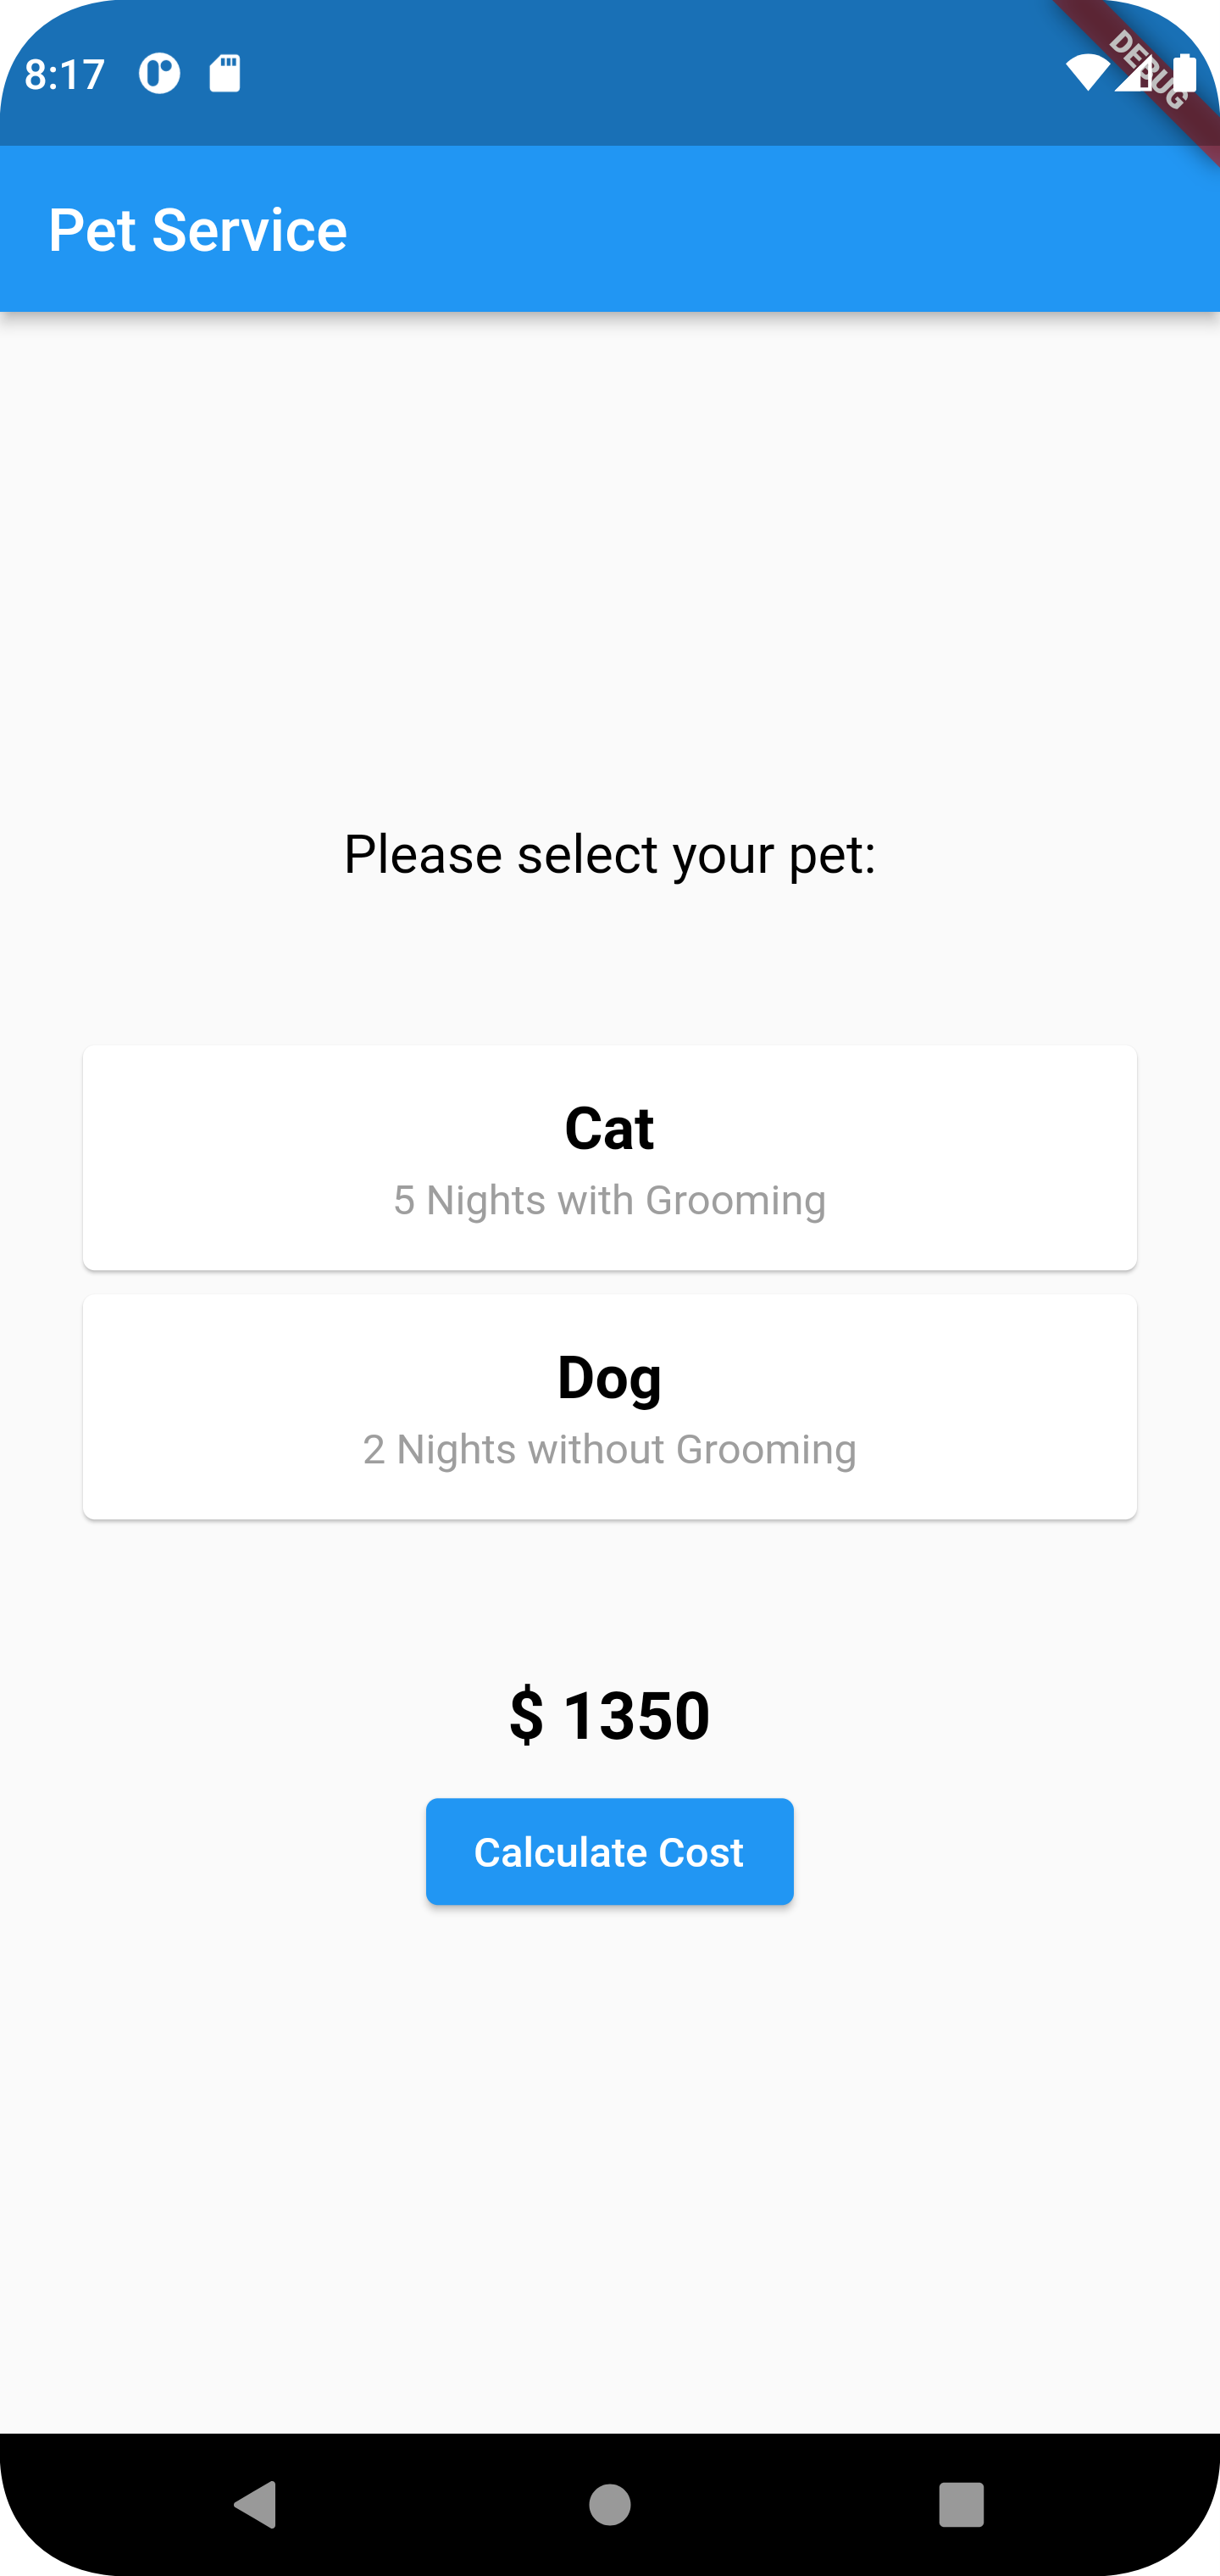 8:17
DEBUG
Pet Service
Please select your pet:
Cat
5 Nights with Grooming
Dog
2 Nights without Grooming
$ 1350
Calculate Cost